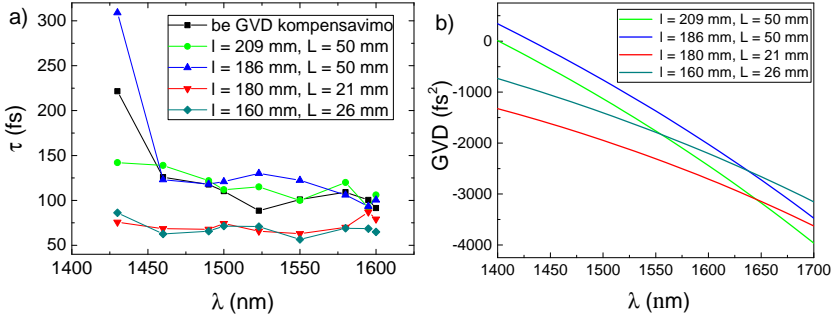 a)
be GVD kompensavimo
l = 209 mm, L = 50 mm
l = 186 mm, L = 50 mm
l = 180 mm, L = 21 mm
l = 160 mm, L = 26 mm
300
250
200
150
100
50
τ (fs)
1400
1450
1500
1550
1600
λ (nm)
b)
l = 209 mm, L = 50 mm
l = 186 mm, L = 50 mm
l = 180 mm, L = 21 mm
l = 160 mm, L = 26 mm
0
-1000
-2000
-3000
-4000
GVD (fs²)
1400
1450
1500
1550
1600
1650
1700
λ (nm)